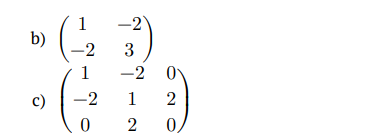 b) ( 1 −2
−2 3 )
c) ( 1 −2 0
−2 1 2
0 2 0 )